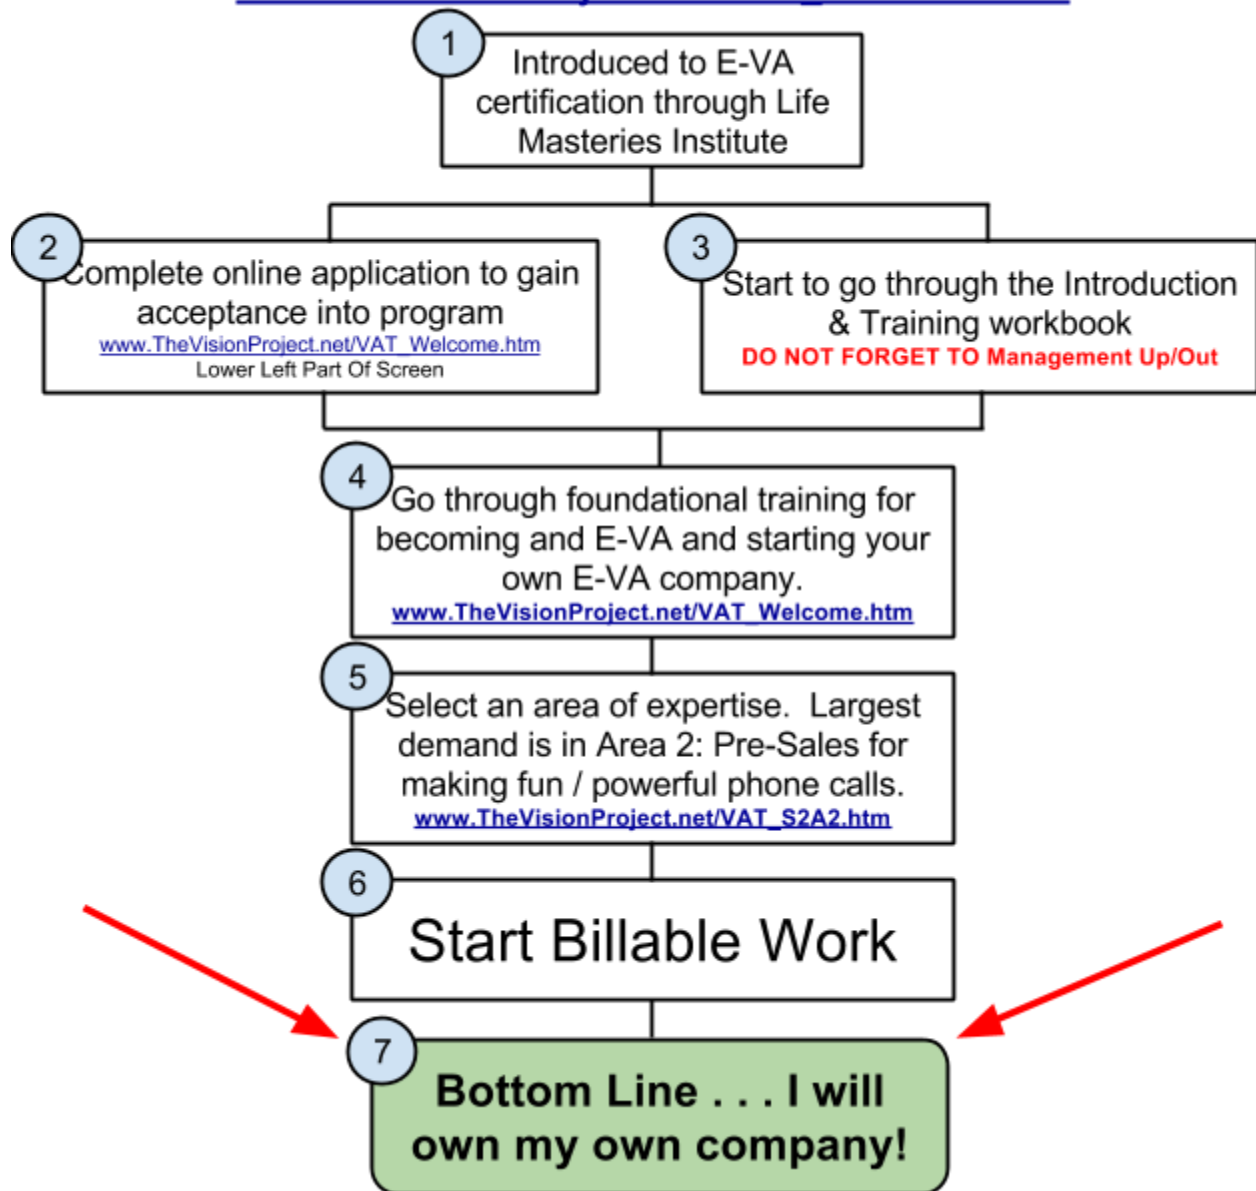 1
Introduced to E-VA
certification through Life
Masteries Institute
2
Complete online application to gain
acceptance into program
www.TheVisionProject.net/VAT_Welcome.htm
Lower Left Part Of Screen
3
Start to go through the Introduction
& Training workbook
DO NOT FORGET TO Management Up/Out
4
Go through foundational training for
becoming and E-VA and starting your
own E-VA company.
www.TheVisionProject.net/VAT_Welcome.htm
5
Select an area of expertise.  Largest
demand is in Area 2: Pre-Sales for
making fun / powerful phone calls.
www.TheVisionProject.net/VAT_S2A2.htm
6
Start Billable Work
7
Bottom Line . . . I will
own my own company!